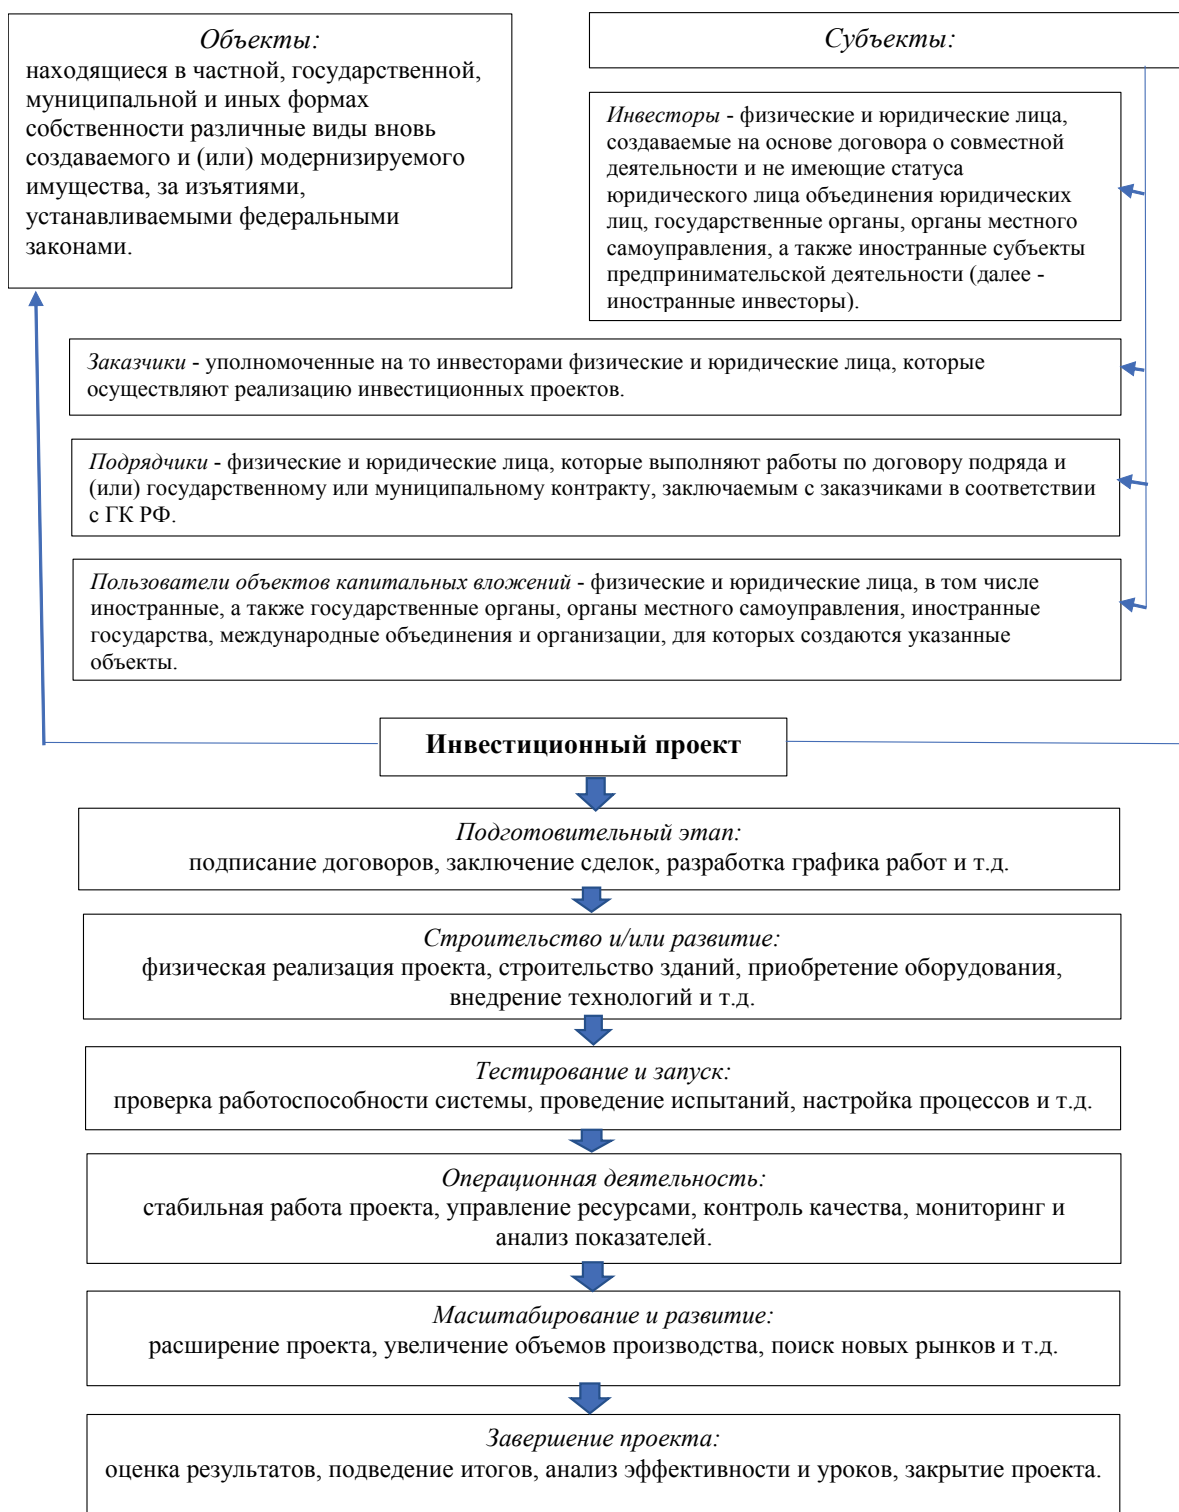 Объекты:
находящиеся в частной, государственной,
муниципальной и иных формах
собственности различные виды вновь
создаваемого и (или) модернизируемого
имущества, за изъятиями,
устанавливаемыми федеральными
законами.
Субъекты:
Инвесторы - физические и юридические лица,
создаваемые на основе договора о совместной
деятельности и не имеющие статуса
юридического лица объединения юридических
лиц, государственные органы, органы местного
самоуправления, а также иностранные субъекты
предпринимательской деятельности (далее -
иностранные инвесторы).
Заказчики - уполномоченные на то инвесторами физические и юридические лица, которые
осуществляют реализацию инвестиционных проектов.
Подрядчики - физические и юридические лица, которые выполняют работы по договору подряда и
(или) государственному или муниципальному контракту, заключаемым с заказчиками в соответствии
с ГК РФ.
Пользователи объектов капитальных вложений - физические и юридические лица, в том числе
иностранные, а также государственные органы, органы местного самоуправления, иностранные
государства, международные объединения и организации, для которых создаются указанные
объекты.
Инвестиционный проект
Подготовительный этап:
подписание договоров, заключение сделок, разработка графика работ и т.д.
Строительство и/или развитие:
физическая реализация проекта, строительство зданий, приобретение оборудования,
внедрение технологий и т.д.
Тестирование и запуск:
проверка работоспособности системы, проведение испытаний, настройка процессов и т.д.
Операционная деятельность:
стабильная работа проекта, управление ресурсами, контроль качества, мониторинг и
анализ показателей.
Масштабирование и развитие:
расширение проекта, увеличение объемов производства, поиск новых рынков и т.д.
Завершение проекта:
оценка результатов, подведение итогов, анализ эффективности и уроков, закрытие проекта.